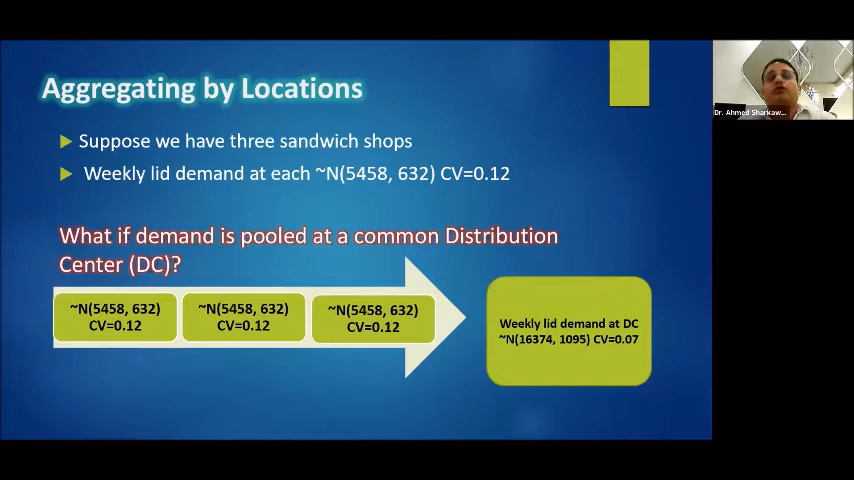 Aggregating by Locations
Suppose we have three sandwich shops
Weekly lid demand at each ~N(5458, 632) CV=0.12
What if demand is pooled at a common Distribution
Center (DC)?
~N(5458, 632)
CV=0.12
~N(5458, 632)
CV=0.12
~N(5458, 632)
CV=0.12
Weekly lid demand at DC
~N(16374, 1095) CV=0.07
Dr. Ahmed Sharkaw...